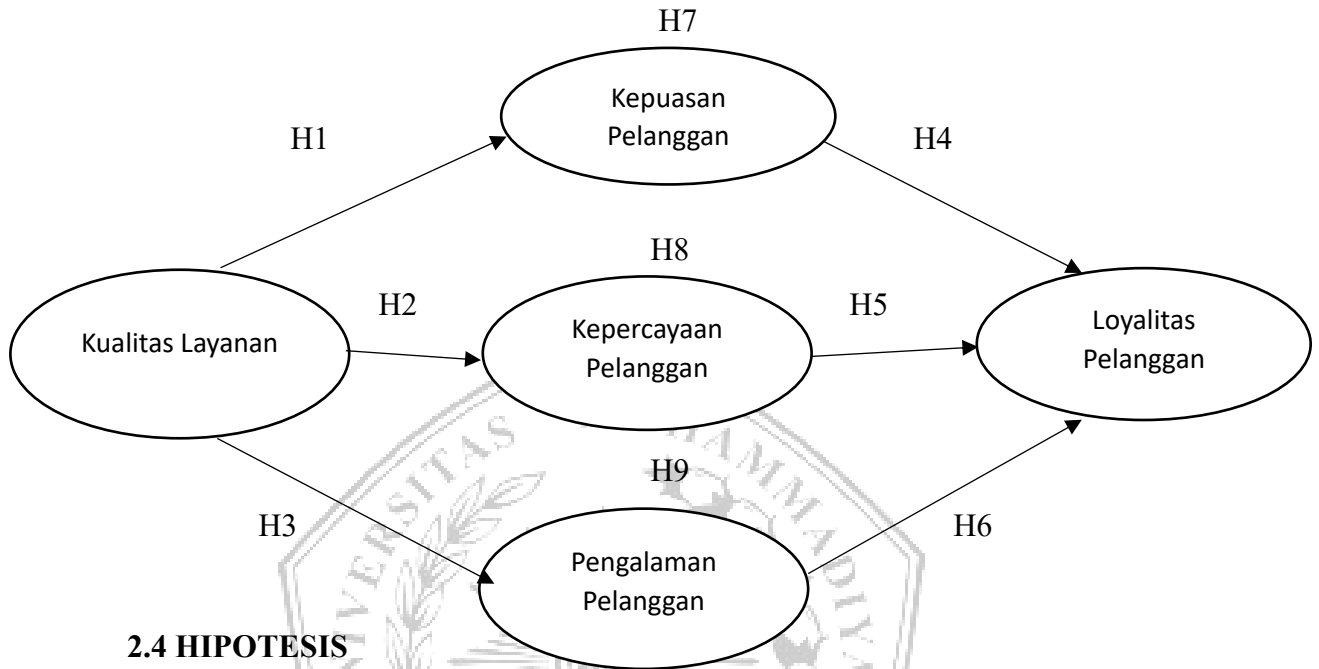 H7
Kepuasan
Pelanggan
H1
H4
H8
Kualitas Layanan
H2
Kepercayaan
Pelanggan
H5
Loyalitas
Pelanggan
H9
H3
Pengalaman
Pelanggan
H6
2.4 HIPOTESIS